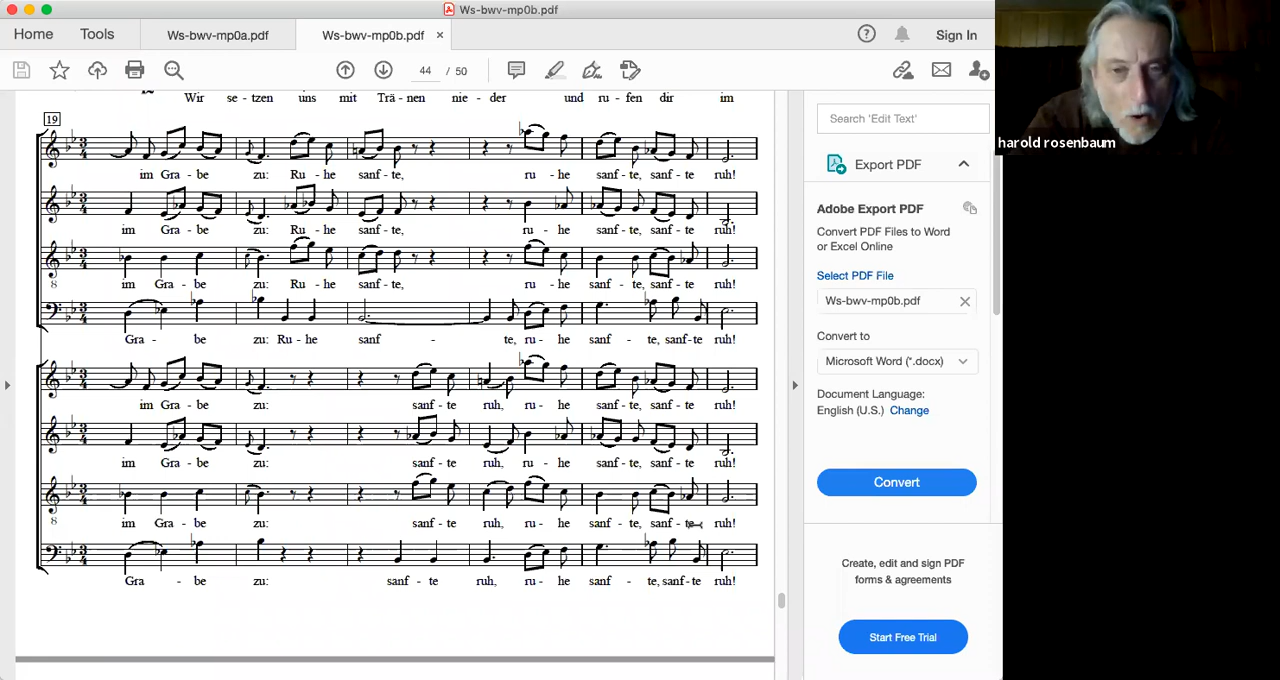 Ws-bwv-mp0b.pdf
Home Tools Ws-bwv-mp0a.pdf Ws-bwv-mp0b.pdf × Sign In
44 / 50
Wir se - tzen uns mit Trä - nen nie - der und ru - fen dir im
19
im Gra - be zu: Ru - he sanf - te, ru - he sanf - te, sanf - te ruh!
im Gra - be zu: Ru - he sanf - te, ru - he sanf - te, sanf - te ruh!
8
im Gra - be zu: Ru - he sanf - te, ru - he sanf - te, sanf - te ruh!
Gra - be zu: Ru - he sanf - te, ru - he sanf - te, sanf - te ruh!
im Gra - be zu: sanf - te ruh, ru - he sanf - te, sanf - te ruh!
im Gra - be zu: sanf - te ruh, ru - he sanf - te, sanf - te ruh!
8
im Gra - be zu: sanf - te ruh, ru - he sanf - te, sanf - te ruh!
Gra - be zu: sanf - te ruh, ru - he sanf - te, sanf - te ruh!
Search 'Edit Text'
Export PDF
Adobe Export PDF
Convert PDF Files to Word
or Excel Online
Select PDF File
Ws-bwv-mp0b.pdf
Convert to
Microsoft Word (*.docx)
Document Language:
English (U.S.) Change
Convert
Create, edit and sign PDF
forms & agreements
Start Free Trial
harold rosenbaum